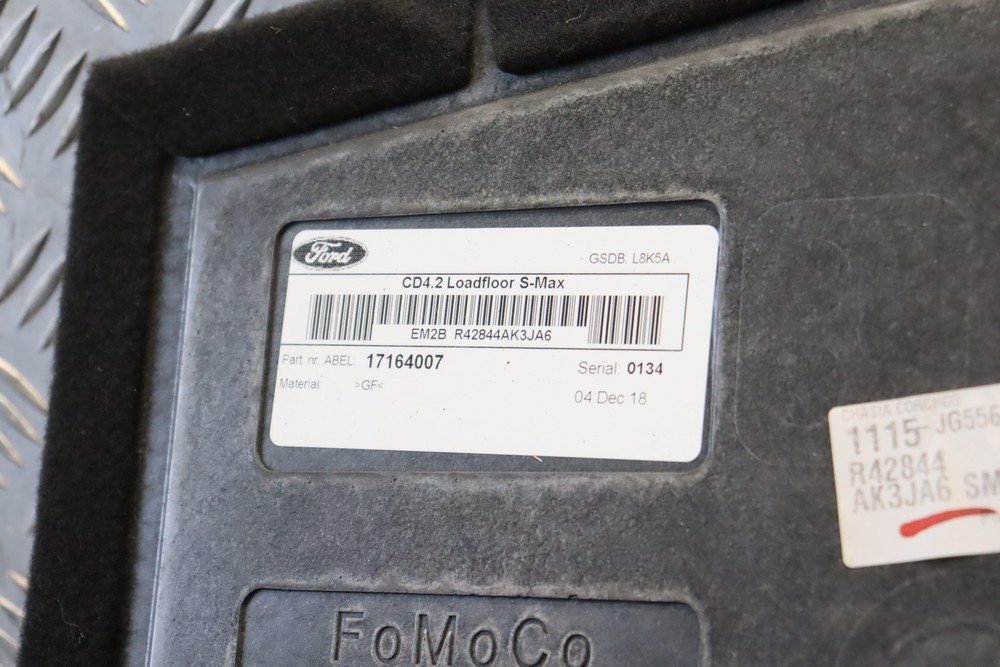 Ford
GSDB: L8K5A
CD4.2 Loadfloor S-Max
EM2B R42844AK3JA6
Part. nr. ABEL 17164007
Serial: 0134
Material: >GF<
04 Dec 18
1115-JG556
R42844
AK3JA6 SM
FoMoCo